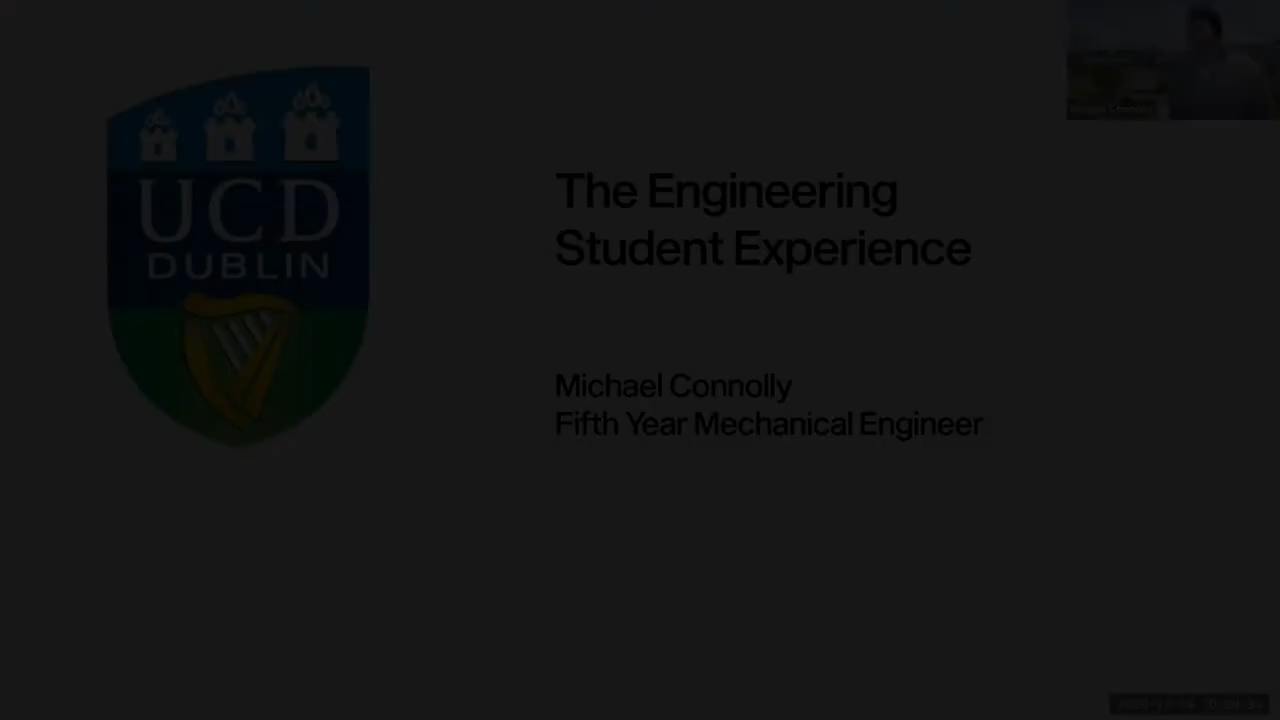 UCD
DUBLIN
The Engineering
Student Experience
Michael Connolly
Fifth Year Mechanical Engineer